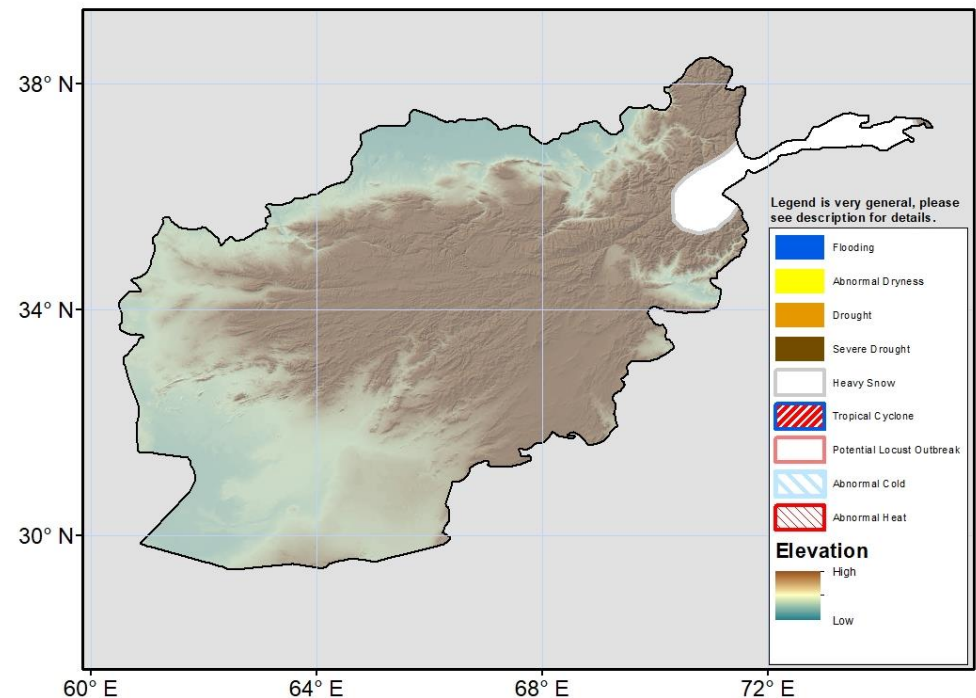 38° N
34° N
30° N
60° E
64° E
68° E
72° E
Legend is very general, please
see description for details.
Flooding
Abnormal Dryness
Drought
Severe Drought
Heavy Snow
Tropical Cyclone
Potential Locust Outbreak
Abnormal Cold
Abnormal Heat
Elevation
High
Low